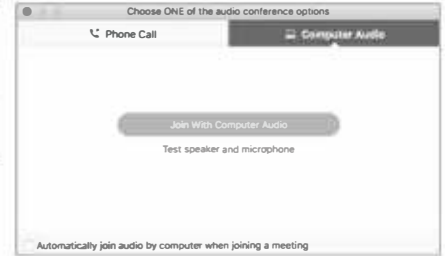 Choose ONE of the audio conference options
Phone Call
Computer Audio
Join With Computer Audio
Test speaker and microphone
Automatically join audio by computer when joining a meeting